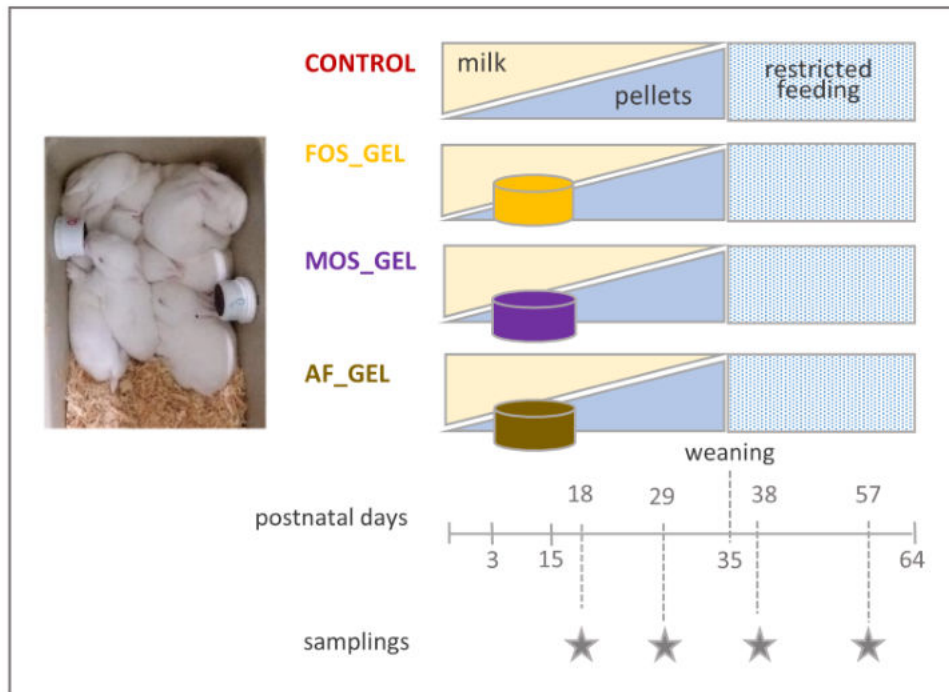 CONTROL
milk
pellets
restricted
feeding
FOS_GEL
MOS_GEL
AF_GEL
weaning
18 29 38 57
postnatal days
3 15 35 64
samplings